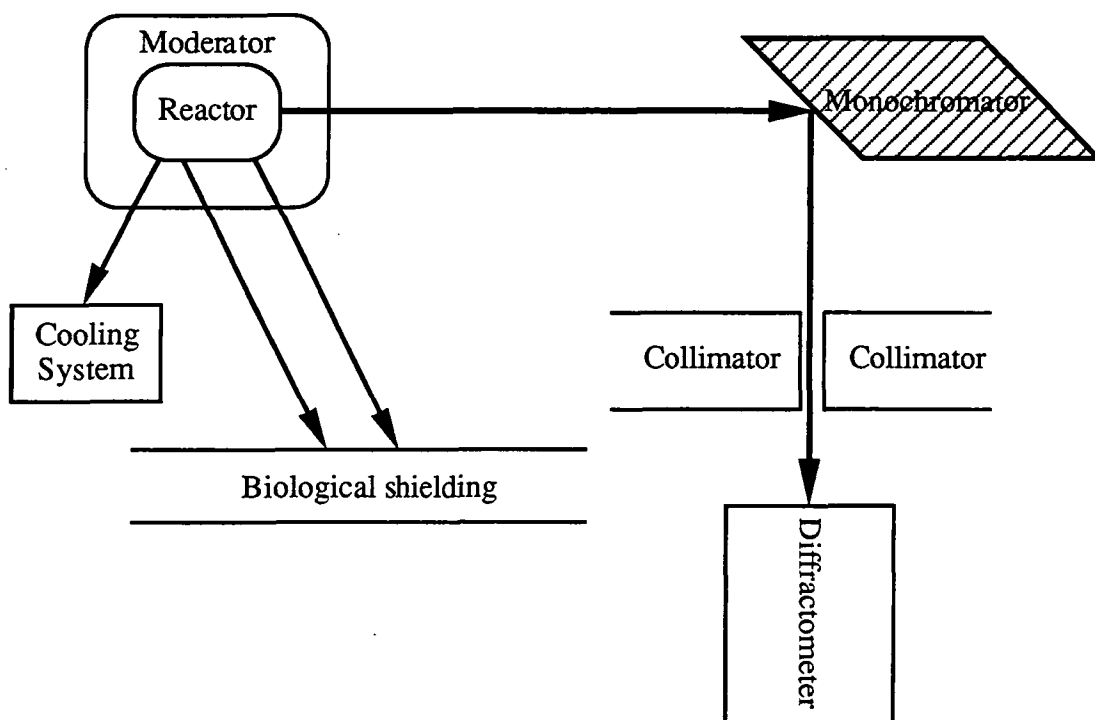 Moderator
Reactor
Monochromator
Cooling
System
Collimator
Collimator
Biological shielding
Diffractometer